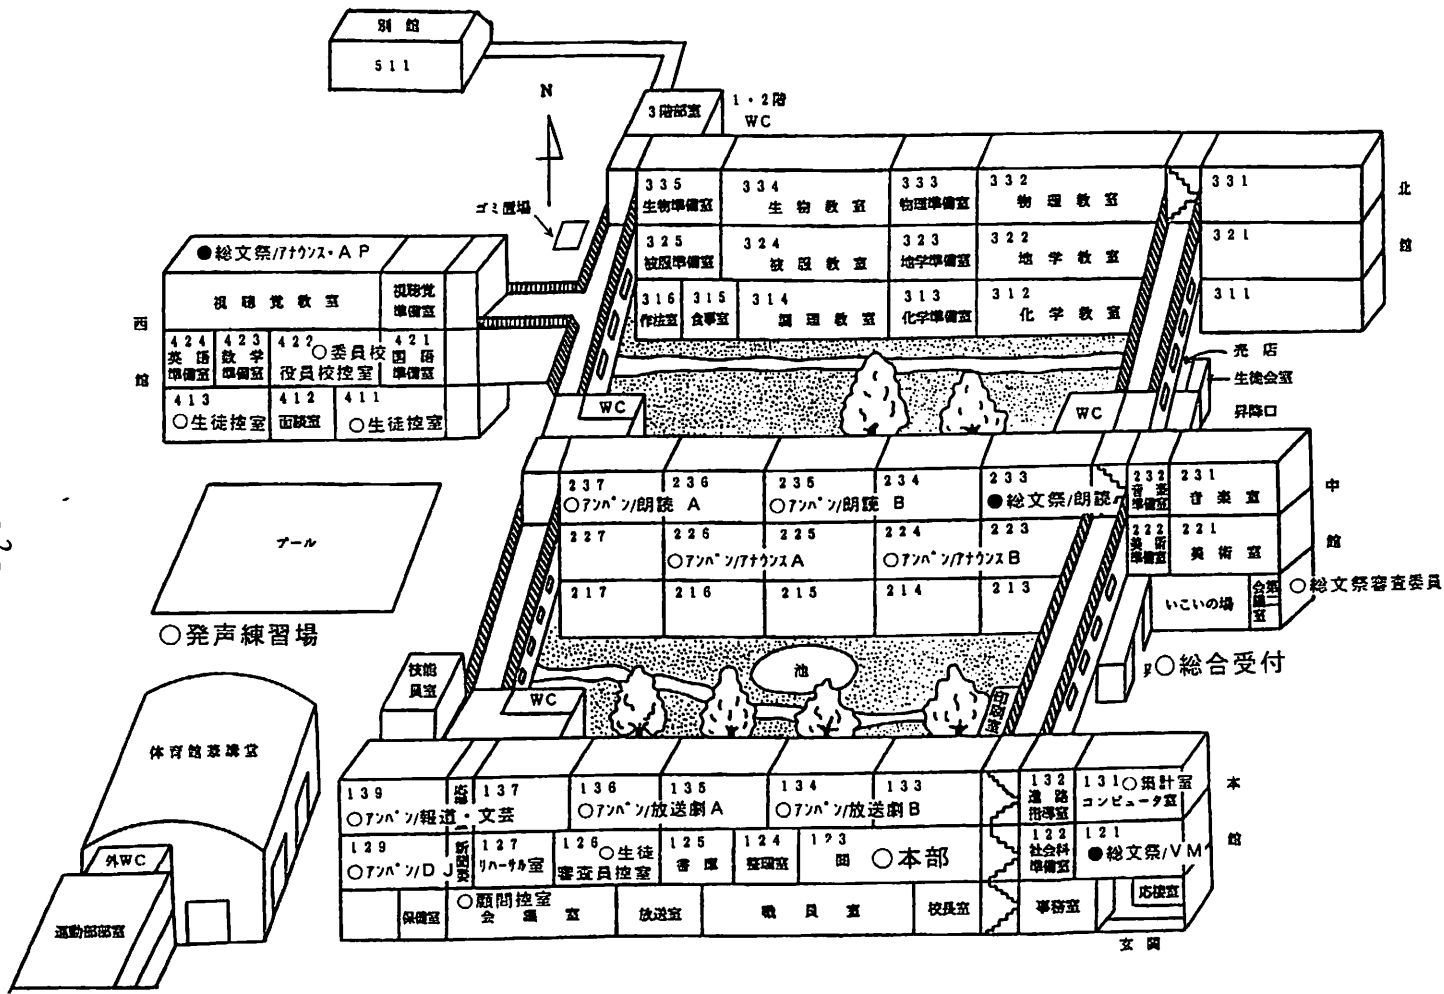 別館
511
N
3階部室
1・2階
WC
ゴミ置場
335
生物準備室
334
生物教室
333
物理準備室
332
物理教室
331
325
被服準備室
324
被服教室
323
地学準備室
322
地学教室
321
316
作法室
315
食事室
314
調理教室
313
化学準備室
312
化学教室
311
北館
●総文祭/アナウンス・AP
視聴覚教室
視聴覚
準備室
424
英語
準備室
423
数学
準備室
422
○委員校
役員校控室
421
国語
準備室
413
○生徒控室
412
面談室
411
○生徒控室
西館
売店
生徒会室
昇降口
WC
WC
237
○アンパン/朗読 A
236
235
○アンパン/朗読 B
234
233
●総文祭/朗読
232
音楽
準備室
231
音楽室
227
226
○アンパン/アナウンスA
225
224
○アンパン/アナウンスB
223
222
美術
準備室
221
美術室
217
216
215
214
213
いこいの場
第二
会議室
○総文祭審査委員
中館
プール
○発声練習場
○総合受付
技能
員室
WC
池
印刷室
体育館兼講堂
外WC
運動部部室
139
○アンパン/報道・文芸
137
136
○アンパン/放送劇A
135
134
○アンパン/放送劇B
133
132
進路
指導室
131
○集計室
コンピュータ室
129
○アンパン/DJ
127
リハーサル室
126
○生徒
審査員控室
125
書庫
124
整理室
123
図
○本部
122
社会科
準備室
121
●総文祭/VM
保健室
○顧問控室
会議室
放送室
職員室
校長室
事務室
応接室
玄関
本館